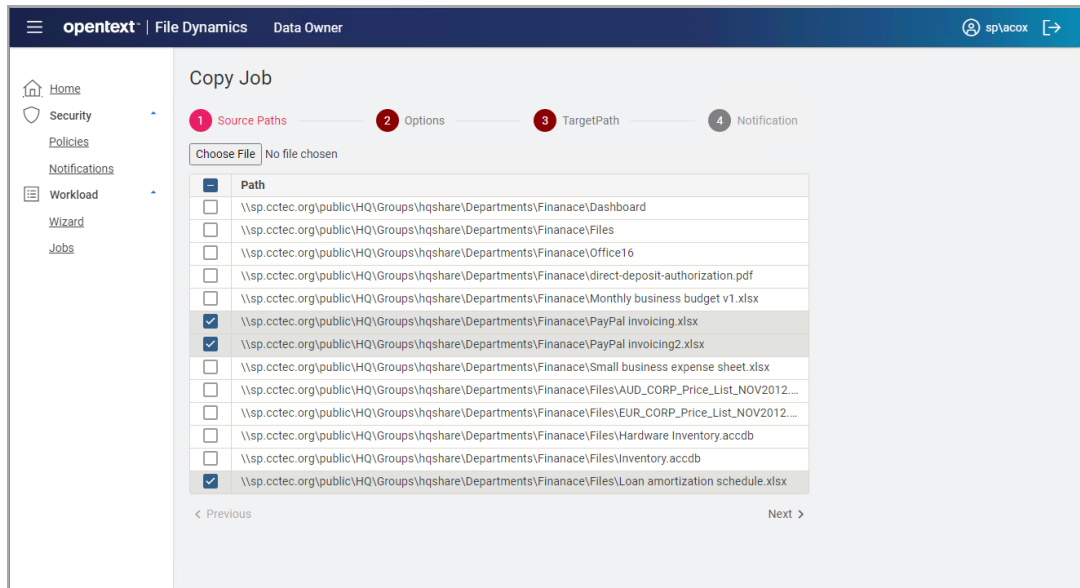 opentext™ | File Dynamics Data Owner sp\acox
Home
Security
Policies
Notifications
Workload
Wizard
Jobs
Copy Job
1 Source Paths 2 Options 3 TargetPath 4 Notification
Choose File No file chosen
Path
\\sp.cctec.org\public\HQ\Groups\hqshare\Departments\Finanace\Dashboard
\\sp.cctec.org\public\HQ\Groups\hqshare\Departments\Finanace\Files
\\sp.cctec.org\public\HQ\Groups\hqshare\Departments\Finanace\Office16
\\sp.cctec.org\public\HQ\Groups\hqshare\Departments\Finanace\direct-deposit-authorization.pdf
\\sp.cctec.org\public\HQ\Groups\hqshare\Departments\Finanace\Monthly business budget v1.xlsx
\\sp.cctec.org\public\HQ\Groups\hqshare\Departments\Finanace\PayPal invoicing.xlsx
\\sp.cctec.org\public\HQ\Groups\hqshare\Departments\Finanace\PayPal invoicing2.xlsx
\\sp.cctec.org\public\HQ\Groups\hqshare\Departments\Finanace\Small business expense sheet.xlsx
\\sp.cctec.org\public\HQ\Groups\hqshare\Departments\Finanace\Files\AUD_CORP_Price_List_NOV2012....
\\sp.cctec.org\public\HQ\Groups\hqshare\Departments\Finanace\Files\EUR_CORP_Price_List_NOV2012....
\\sp.cctec.org\public\HQ\Groups\hqshare\Departments\Finanace\Files\Hardware Inventory.accdb
\\sp.cctec.org\public\HQ\Groups\hqshare\Departments\Finanace\Files\Inventory.accdb
\\sp.cctec.org\public\HQ\Groups\hqshare\Departments\Finanace\Files\Loan amortization schedule.xlsx
< Previous Next >